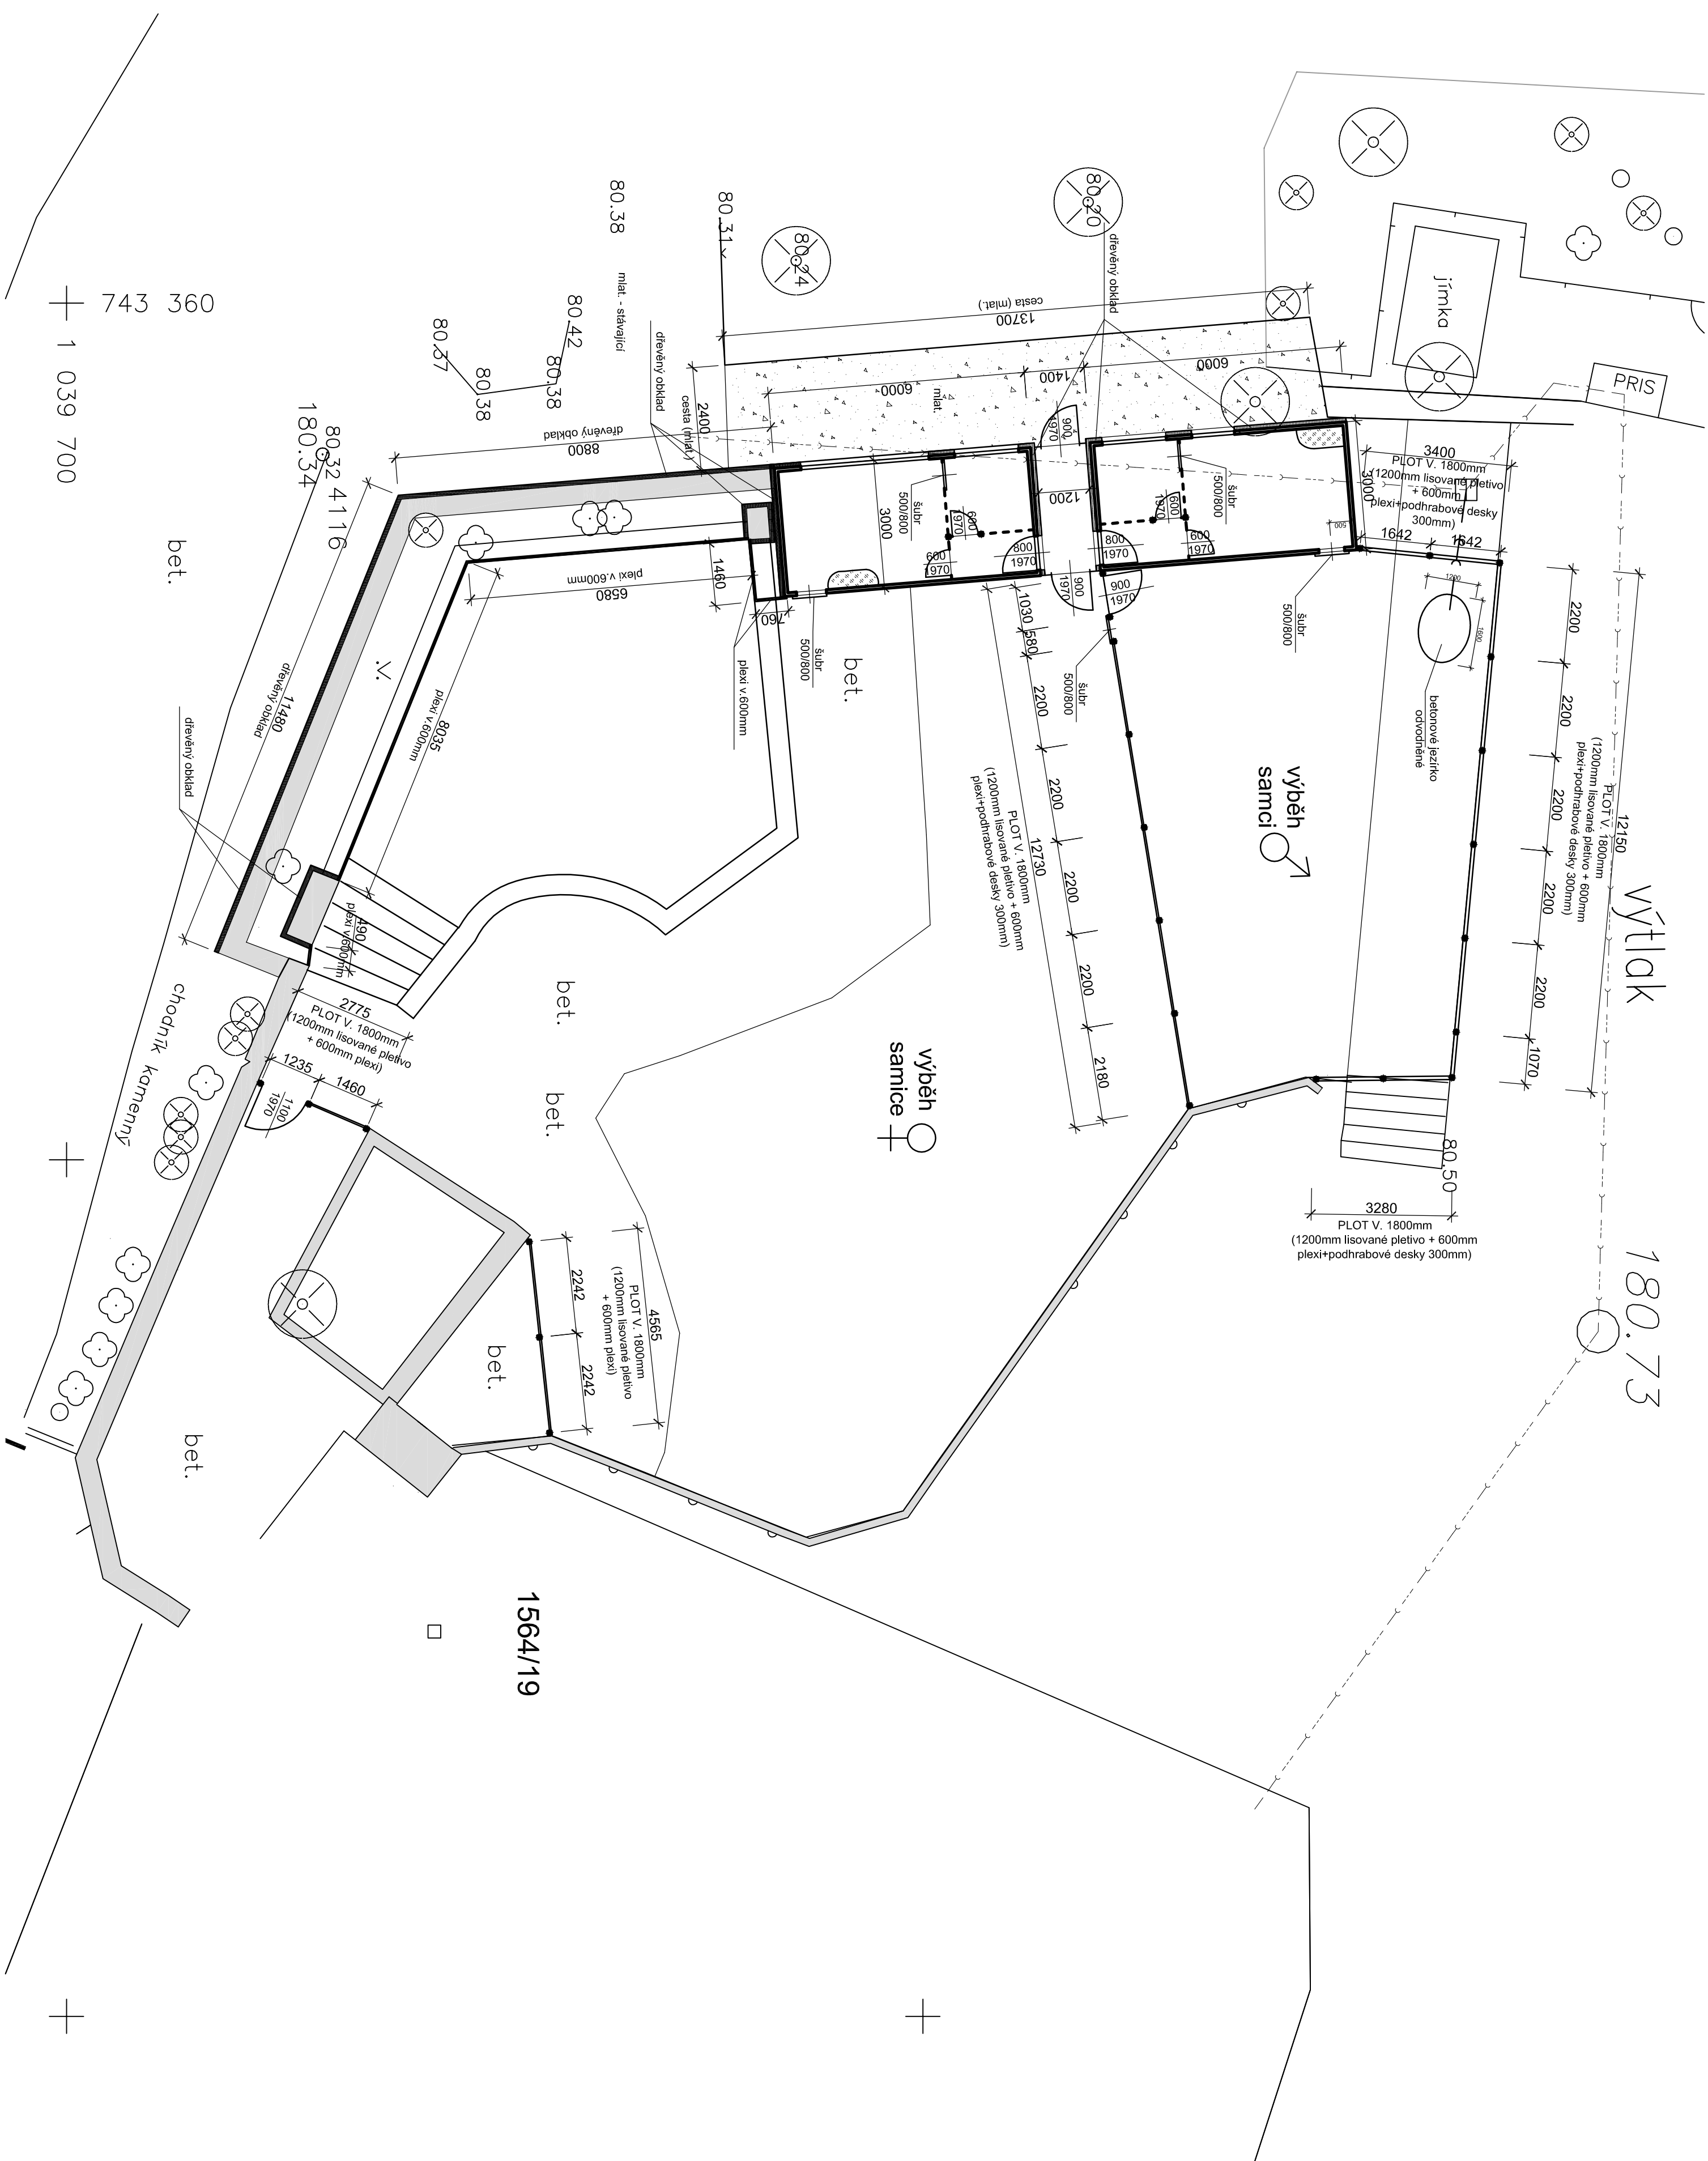 743 360
1 039 700
80.38
80.31
80.24
80.20
mlat. - stávající
80.42
80.38
80.38
80.37
80.32 4116
180.34
bet.
cesta (mlat.)
13700
6000
1400
6000
mlat.
dřevěný obklad
jímka
PRIS
2400
cesta (mlat.)
dřevěný obklad
dřevěný obklad
8800
900
1970
1200
3000
šubr
500/800
600
1970
600
1970
800
1970
800
1970
600
1970
600
1970
šubr
500/800
900
1970
900
1970
3000
500
3400
PLOT V. 1800mm
(1200mm lisované pletivo
+ 600mm
plexi+podhrabové desky
300mm)
1642
1642
1200
1600
betonové jezírko
odvodněné
šubr
500/800
šubr
500/800
šubr
500/800
760
1460
plexi v.600mm
6580
plexi v.600mm
bet.
1030
580
2200
2200
2200
2200
2180
12730
PLOT V. 1800mm
(1200mm lisované pletivo + 600mm
plexi+podhrabové desky 300mm)
2200
2200
2200
2200
2200
1070
12150
PLOT V. 1800mm
(1200mm lisované pletivo + 600mm
plexi+podhrabové desky 300mm)
výtlak
180.73
výběh
samci
výběh
samice
80.50
3280
PLOT V. 1800mm
(1200mm lisované pletivo + 600mm
plexi+podhrabové desky 300mm)
v.
11480
dřevěný obklad
dřevěný obklad
8035
plexi v.600mm
490
plexi v.600mm
2775
PLOT V. 1800mm
(1200mm lisované pletivo
+ 600mm plexi)
1235
1460
1100
1970
chodník kamenný
bet.
bet.
bet.
bet.
2242
2242
4565
PLOT V. 1800mm
(1200mm lisované pletivo
+ 600mm plexi)
1564/19